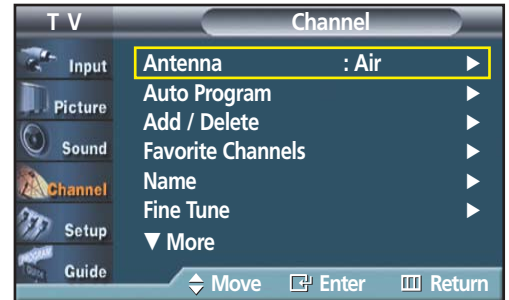 T V
Channel
Input
Picture
Sound
Channel
Setup
Guide
Antenna : Air ▶
Auto Program ▶
Add / Delete ▶
Favorite Channels ▶
Name ▶
Fine Tune ▶
▼ More
Move Enter Return